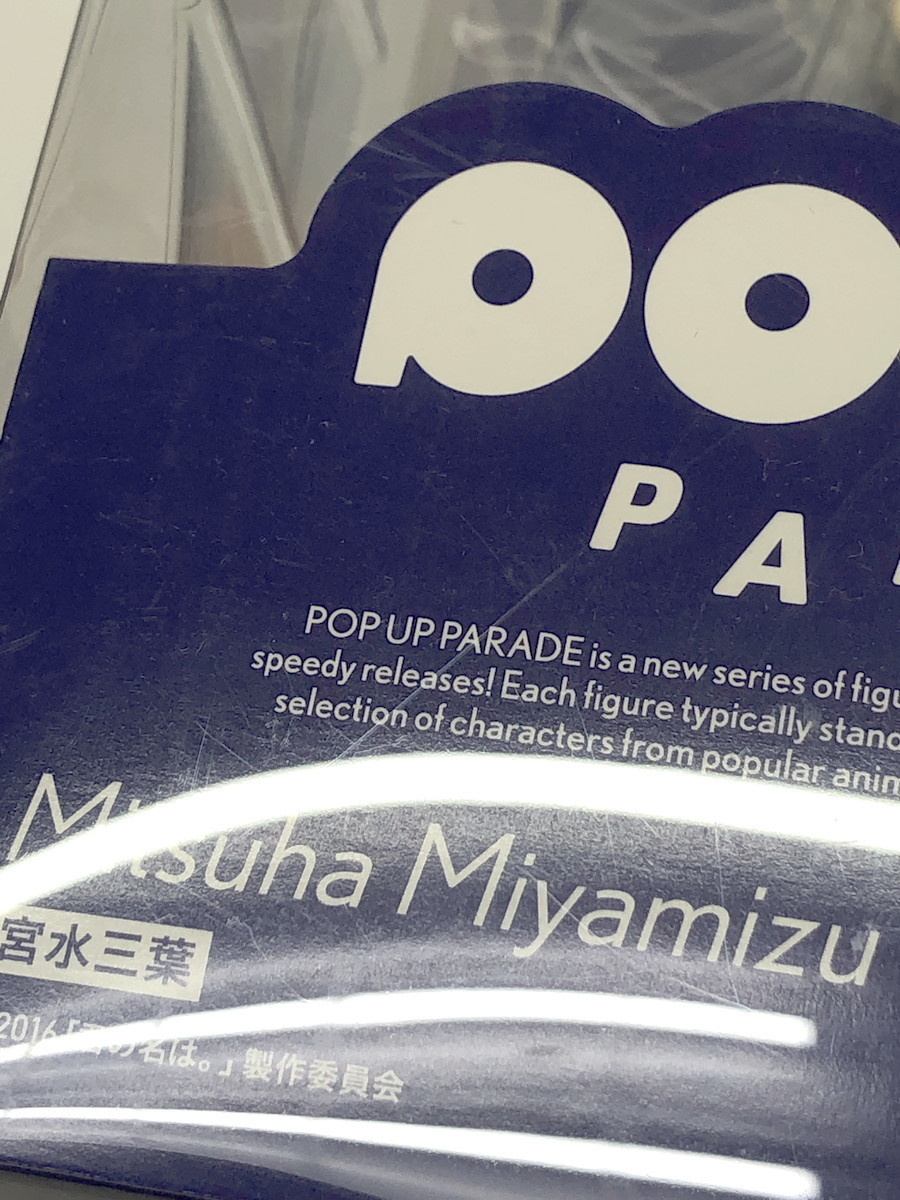 PO
PA
POP UP PARADE is a new series of figu
speedy releases! Each figure typically stand
selection of characters from popular anim
Mitsuha Miyamizu
宮水三葉
2016「君の名は。」製作委員会